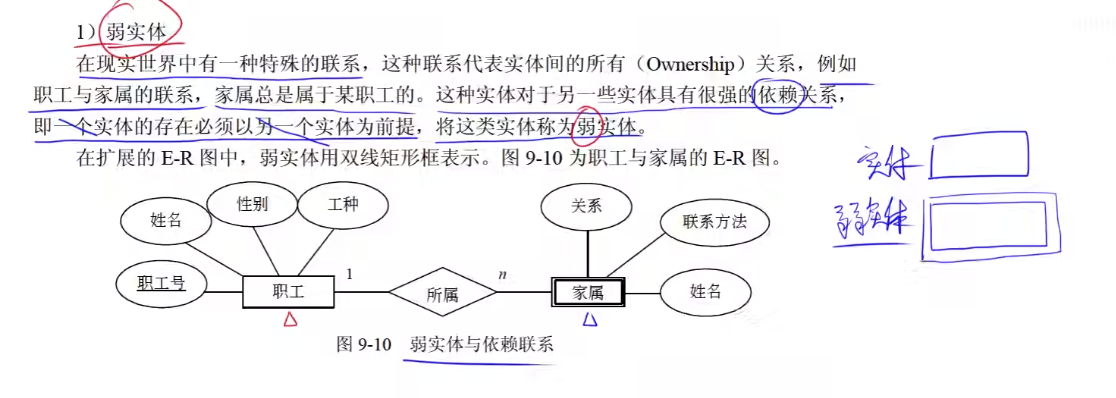 1）弱实体
在现实世界中有一种特殊的联系，这种联系代表实体间的所有（Ownership）关系，例如
职工与家属的联系，家属总是属于某职工的。这种实体对于另一些实体具有很强的依赖关系，
即一个实体的存在必须以另一个实体为前提，将这类实体称为弱实体。
在扩展的 E-R 图中，弱实体用双线矩形框表示。图 9-10 为职工与家属的 E-R 图。
实体
弱实体
姓名
性别
工种
关系
联系方法
职工号
职工
1
所属
n
家属
姓名
图 9-10 弱实体与依赖联系